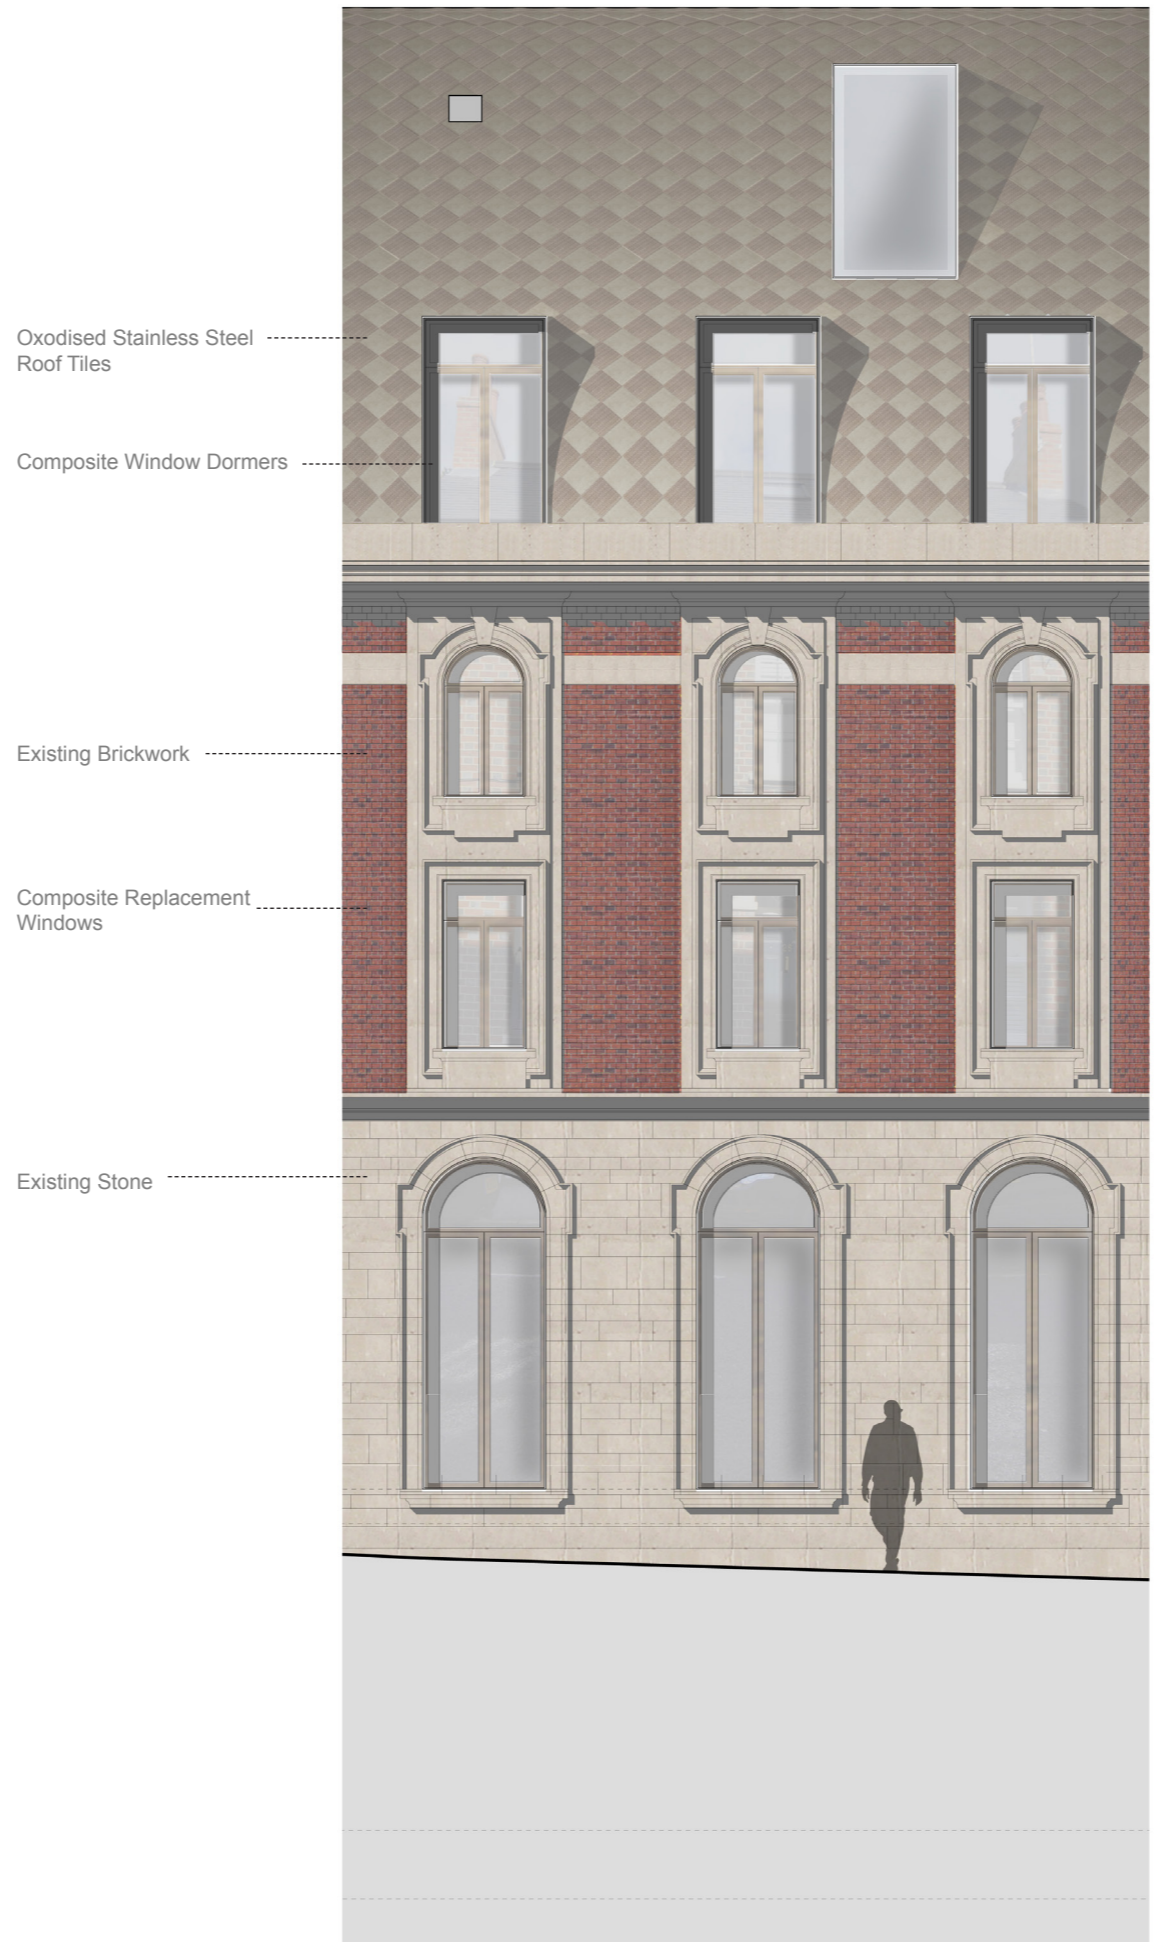 Oxodised Stainless Steel
Roof Tiles
Composite Window Dormers
Existing Brickwork
Composite Replacement
Windows
Existing Stone